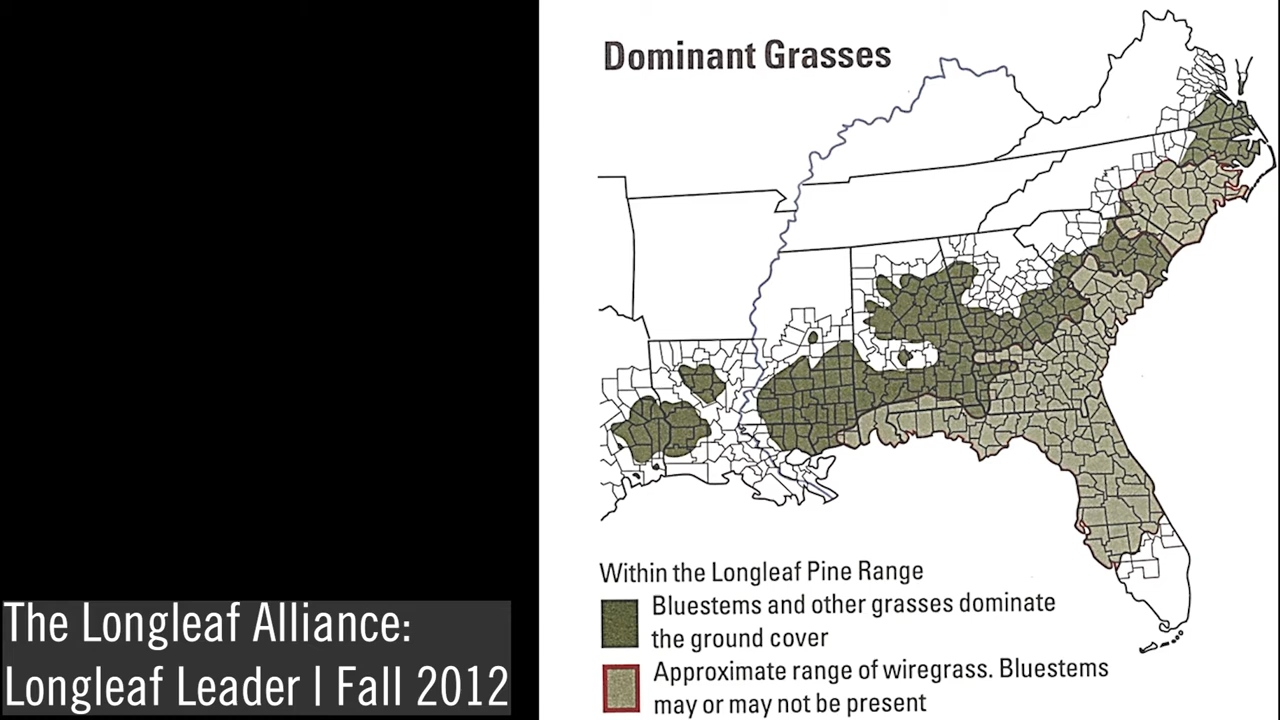 Dominant Grasses
Within the Longleaf Pine Range
Bluestems and other grasses dominate
the ground cover
Approximate range of wiregrass. Bluestems
may or may not be present
The Longleaf Alliance:
Longleaf Leader | Fall 2012